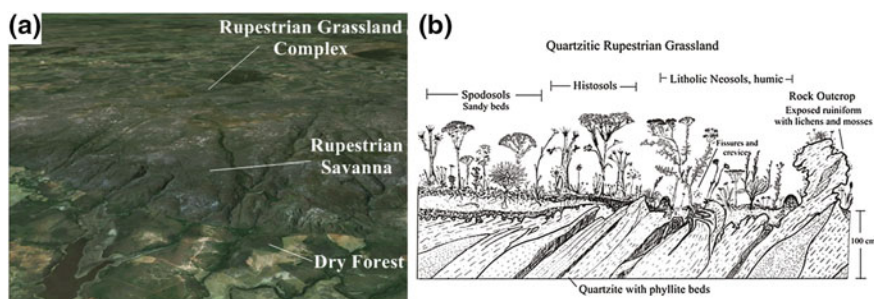 (a)
Rupestrian Grassland
Complex
Rupestrian
Savanna
Dry Forest
(b)
Quartzitic Rupestrian Grassland
Spodosols
Sandy beds
Histosols
Litholic Neosols, humic
Rock Outcrop
Exposed ruiniform
with lichens and mosses
Fissures and
crevices
100 cm
Quartzite with phyllite beds